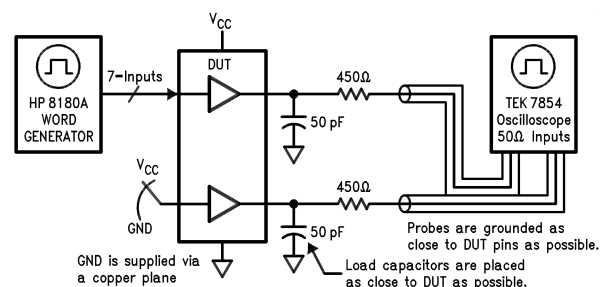 VCC
DUT
7-Inputs
HP 8180A
WORD
GENERATOR
450Ω
50 pF
TEK 7854
Oscilloscope
50Ω Inputs
VCC
GND
450Ω
50 pF
Probes are grounded as
close to DUT pins as possible.
GND is supplied via
a copper plane
Load capacitors are placed
as close to DUT as possible.